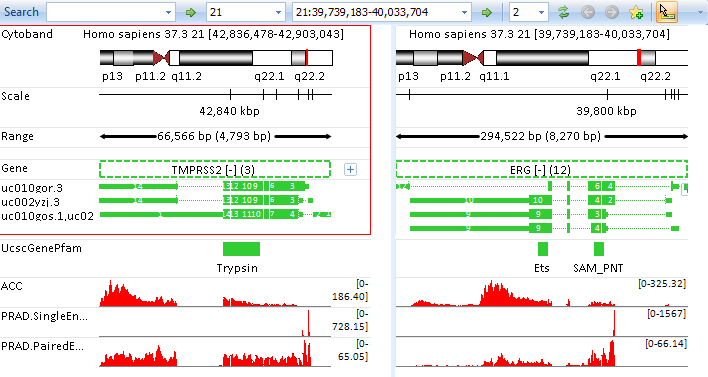 Search 21 21:39,739,183-40,033,704 2
Cytoband Homo sapiens 37.3 21 [42,836,478-42,903,043] Homo sapiens 37.3 21 [39,739,183-40,033,704]
p13 p11.2 q11.2 q22.1 q22.2 p11.2 q11.1 q21.1 q22.2
Scale 42,840 kbp 39,800 kbp
Range 66,566 bp (4,793 bp) 294,522 bp (8,270 bp)
Gene TMPRSS2 [-] (3) ERG [-] (12)
uc010gor.3 14 13 12 10 9 6 3 12 6 4
uc002yzj.3 14 13 12 10 9 6 3 10 10 4 2
uc010gos.1,uc02 1 14 13 11 10 7 4 2 2 9 9 3
9 9 4
UcscGenePfam Trypsin Ets SAM_PNT
ACC [0-186.40] [0-325.32]
PRAD.SingleEn... [0-728.15] [0-1567]
PRAD.PairedE... [0-65.05] [0-66.14]